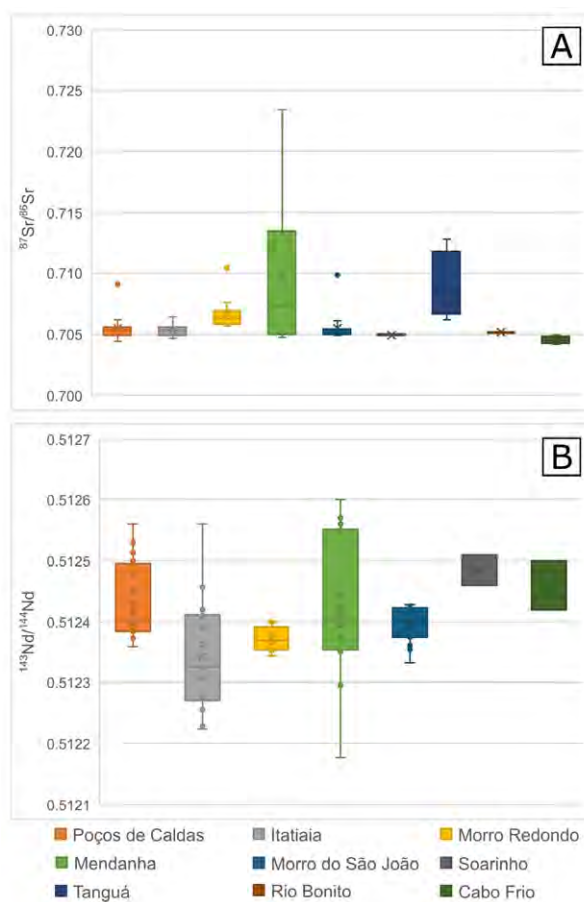 A
0.730
0.725
0.720
0.715
0.710
0.705
0.700
⁸⁷Sr/⁸⁶Sr
B
0.5127
0.5126
0.5125
0.5124
0.5123
0.5122
0.5121
¹⁴³Nd/¹⁴⁴Nd
Poços de Caldas Itatiaia Morro Redondo
Mendanha Morro do São João Soarinho
Tanguá Rio Bonito Cabo Frio